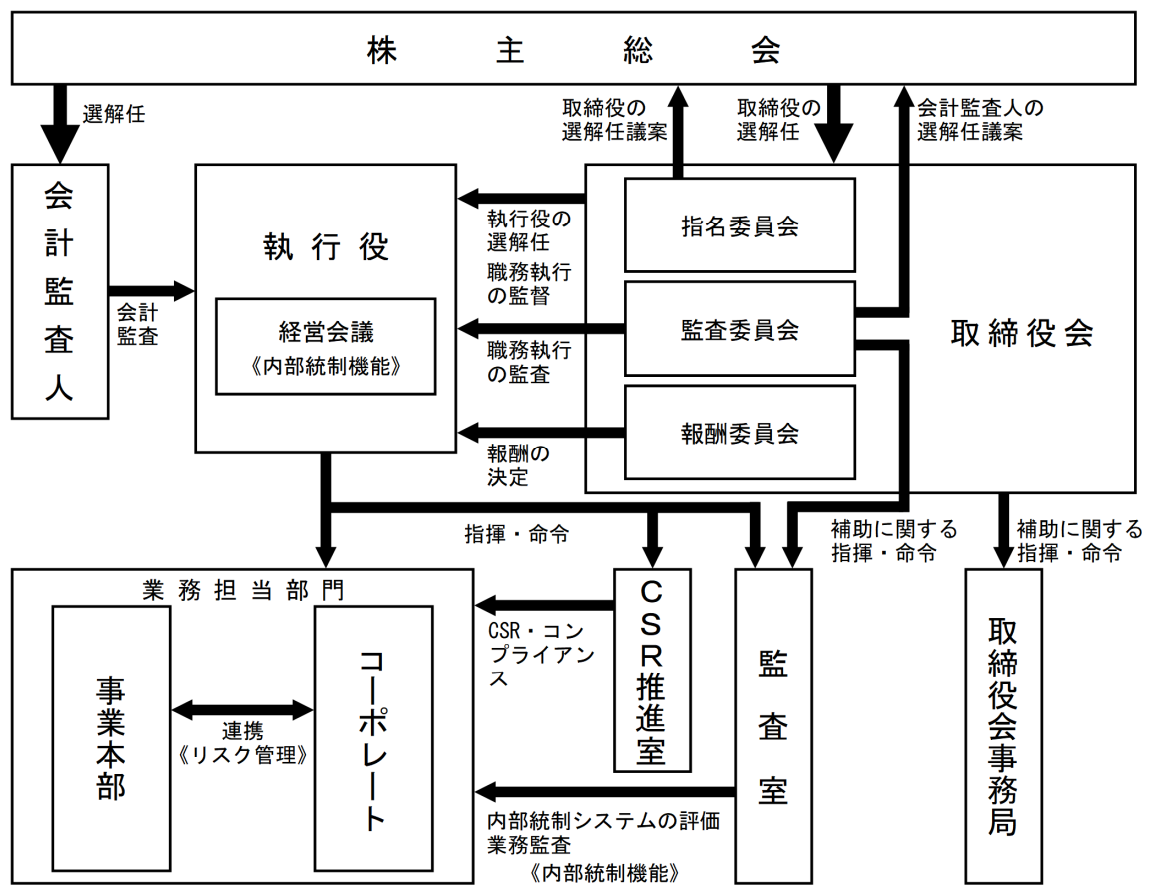 株主総会
選解任
取締役の
選解任議案
取締役の
選解任
会計監査人の
選解任議案
会計監査人
会計
監査
執行役
経営会議
《内部統制機能》
執行役の
選解任
職務執行
の監督
職務執行
の監査
報酬の
決定
指名委員会
監査委員会
報酬委員会
取締役会
指揮・命令
補助に関する
指揮・命令
補助に関する
指揮・命令
業務担当部門
事業本部
連携
《リスク管理》
コーポレート
CSR・コン
プライアン
ス
CSR推進室
監査室
取締役会事務局
内部統制システムの評価
業務監査
《内部統制機能》